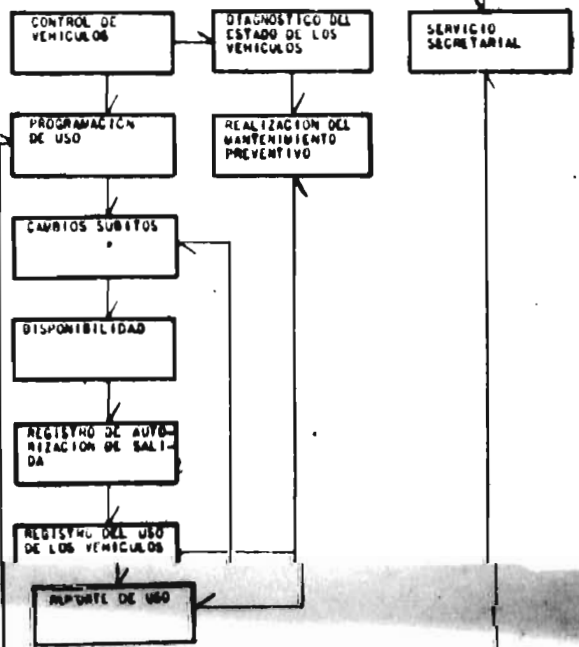 CONTROL DE
VEHICULOS
DIAGNOSTICO DEL
ESTADO DE LOS
VEHICULOS
SERVICIO
SECRETARIAL
PROGRAMACION
DE USO
REALIZACION DEL
MANTENIMIENTO
PREVENTIVO
CAMBIOS SUBITOS
DISPONIBILIDAD
REGISTRO DE AUTO-
RIZACION DE SALI-
DA
REGISTRO DEL USO
DE LOS VEHICULOS
REPORTE DE USO